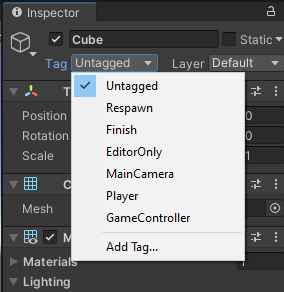 Inspector
Cube
Static
Tag Untagged Layer Default
Untagged
Respawn
Finish
EditorOnly
MainCamera
Player
GameController
Add Tag...
T
Position 0
Rotation 0
Scale 1
C
Mesh
M
Materials
Lighting